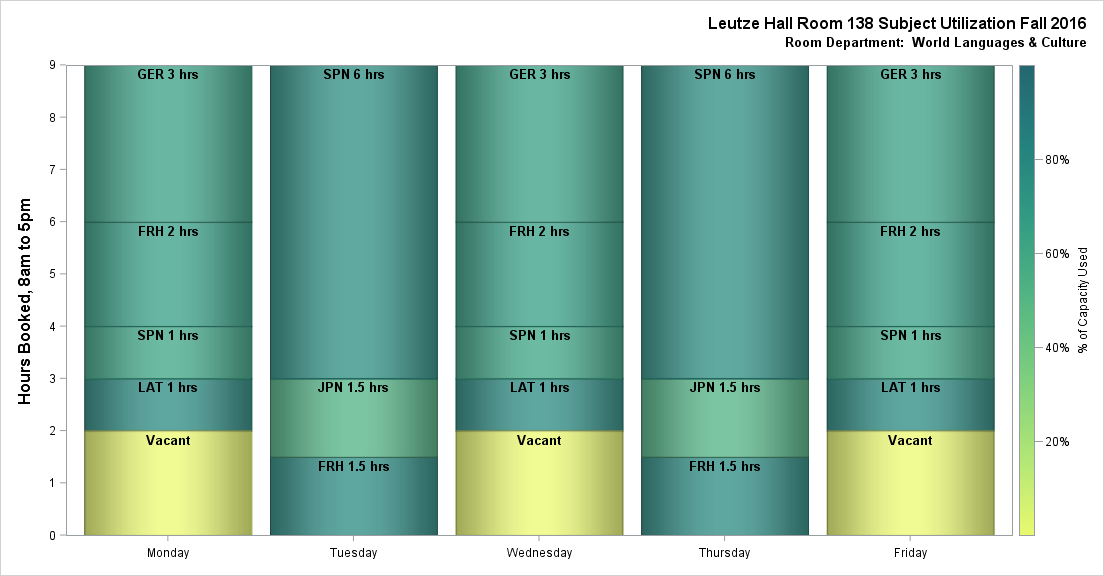 Leutze Hall Room 138 Subject Utilization Fall 2016
Room Department:  World Languages & Culture
Hours Booked, 8am to 5pm
9
8
7
6
5
4
3
2
1
0
GER 3 hrs
FRH 2 hrs
SPN 1 hrs
LAT 1 hrs
Vacant
Monday
SPN 6 hrs
JPN 1.5 hrs
FRH 1.5 hrs
Tuesday
GER 3 hrs
FRH 2 hrs
SPN 1 hrs
LAT 1 hrs
Vacant
Wednesday
SPN 6 hrs
JPN 1.5 hrs
FRH 1.5 hrs
Thursday
GER 3 hrs
FRH 2 hrs
SPN 1 hrs
LAT 1 hrs
Vacant
Friday
80%
60%
40%
20%
% of Capacity Used